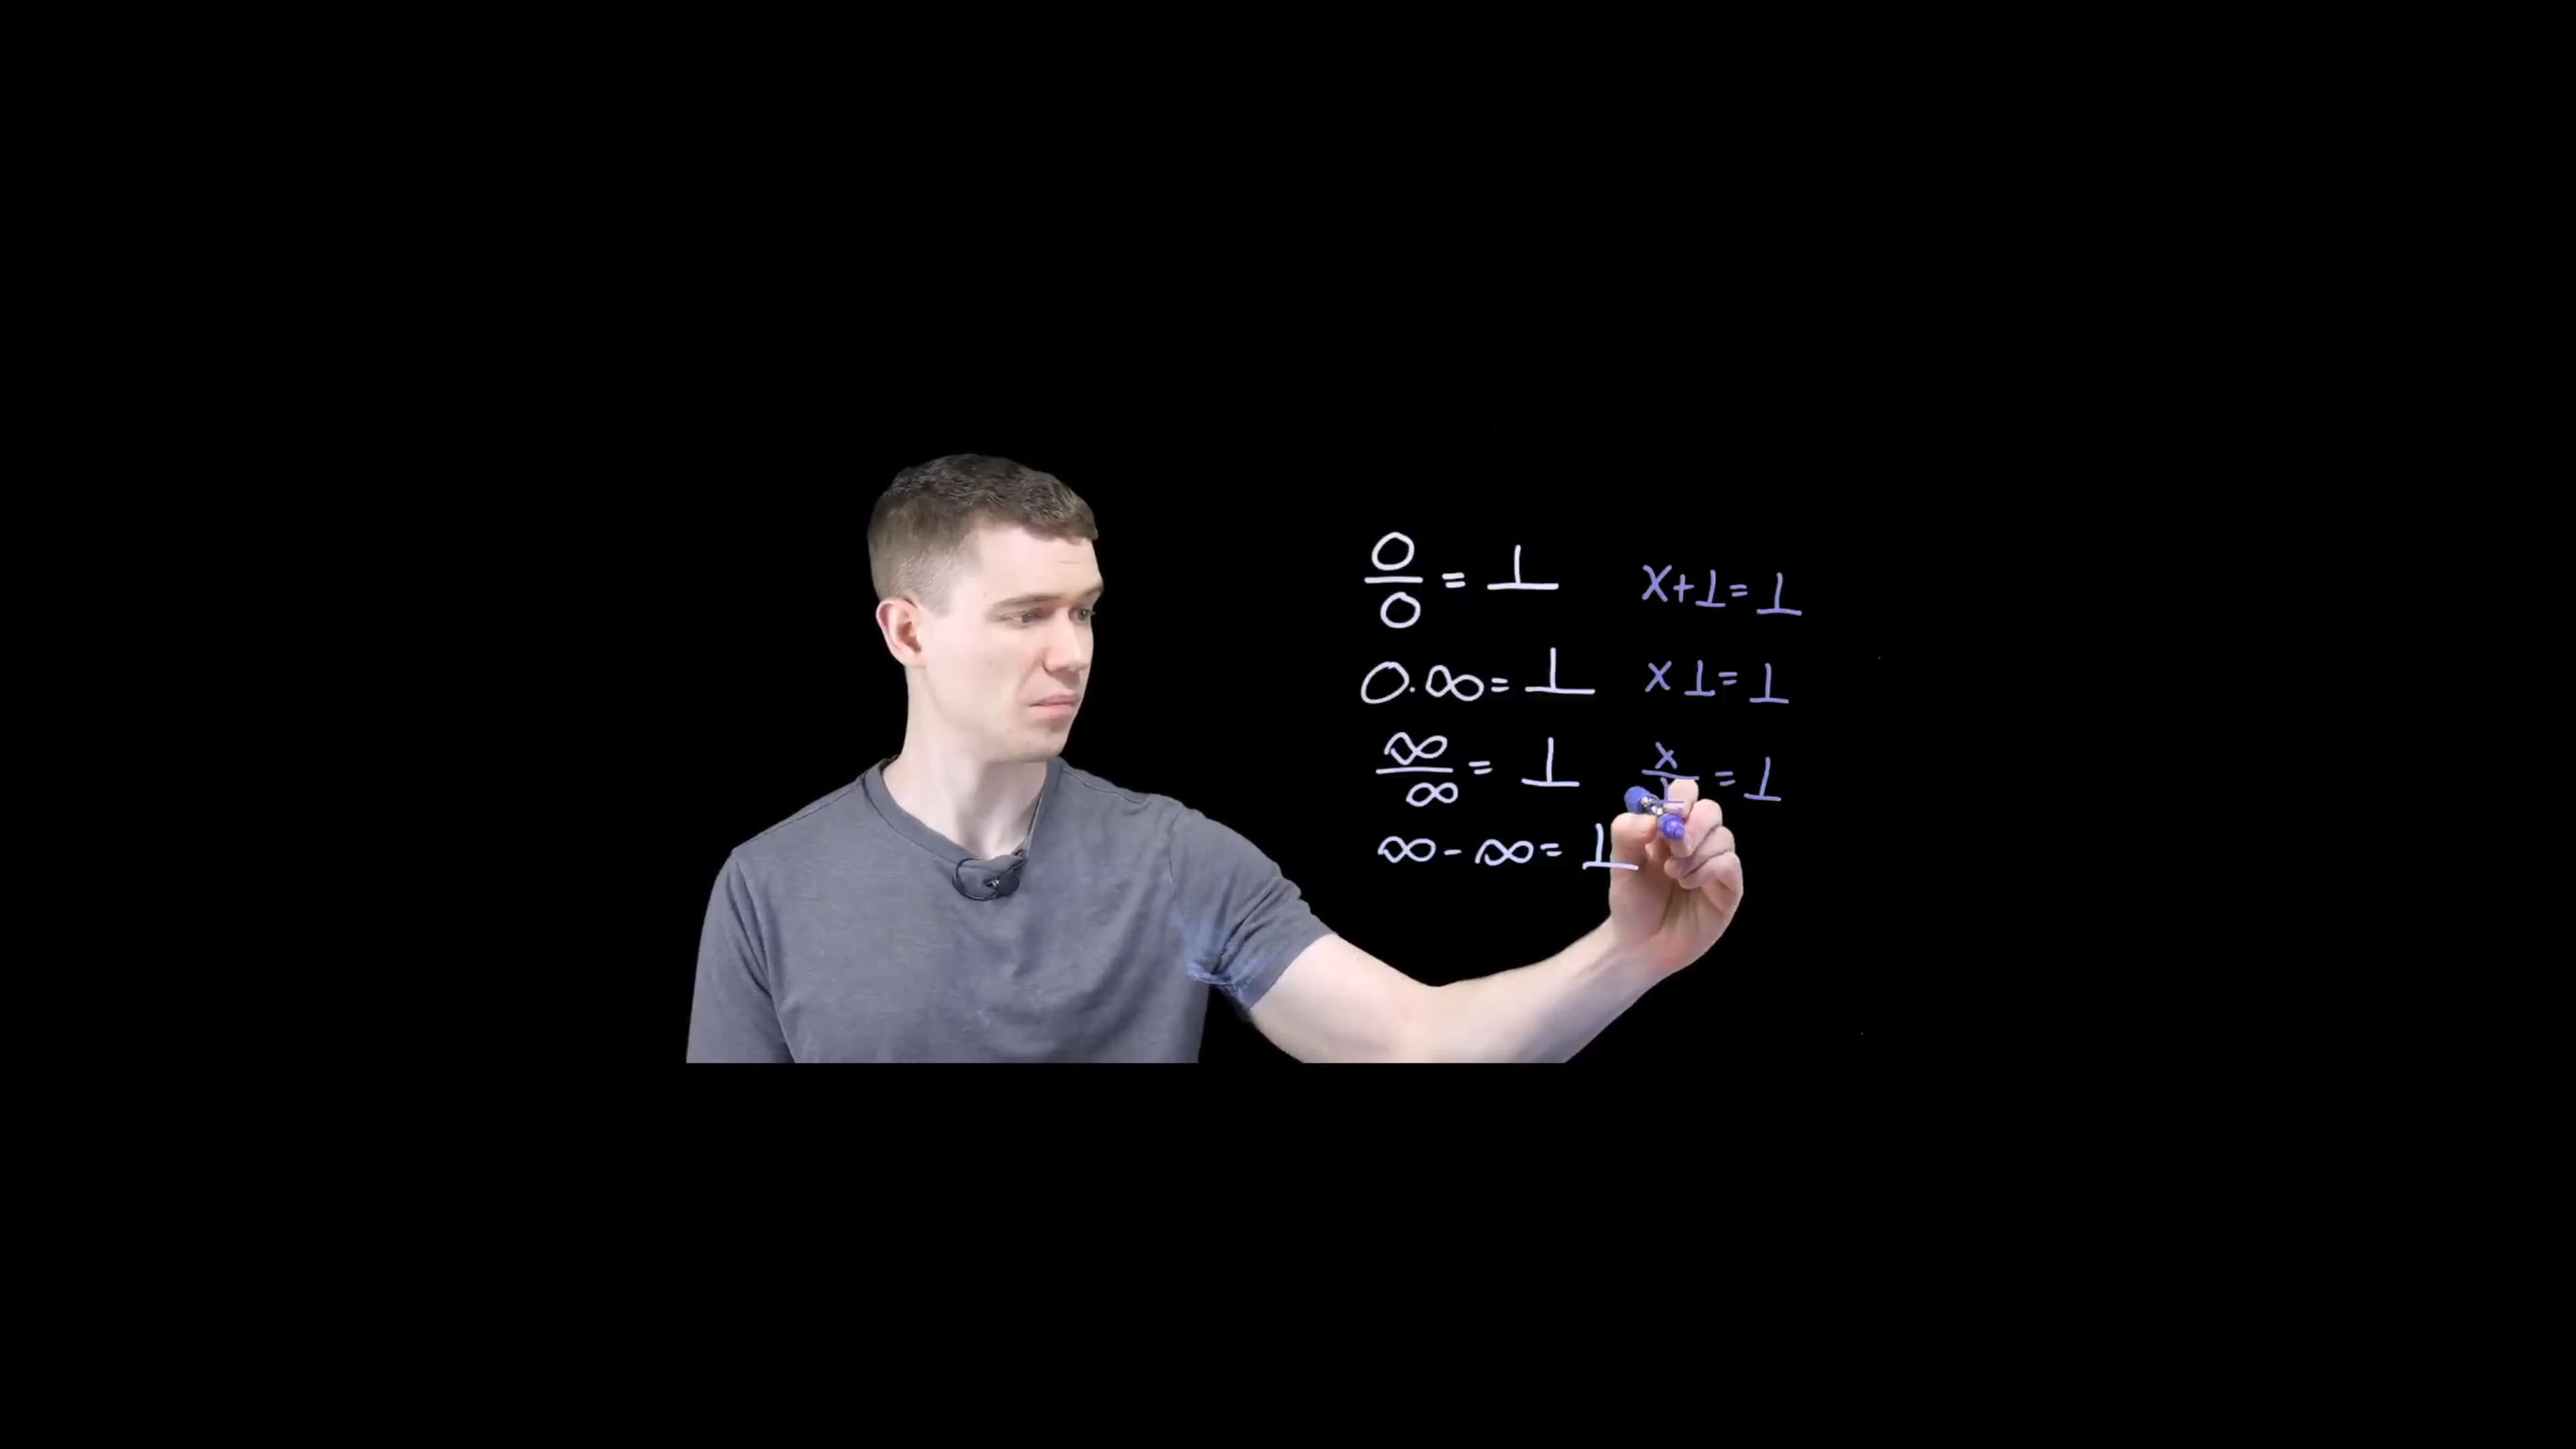 0/0 = ⊥ x+⊥=⊥
0·∞=⊥ x⊥=⊥
∞/∞ = ⊥ x/⊥ = ⊥
∞-∞=⊥